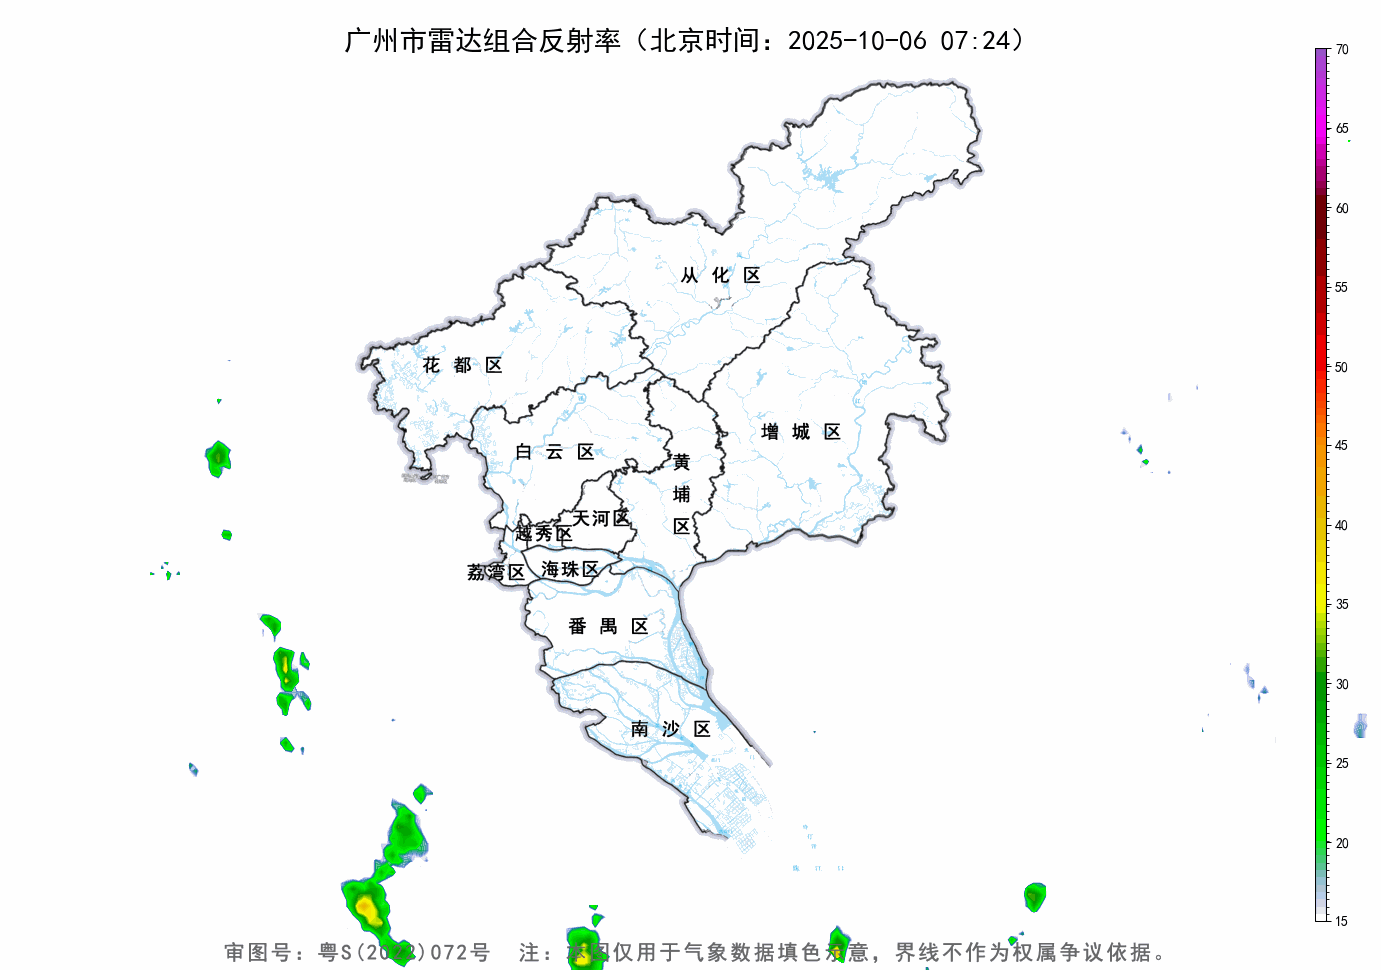 广州市雷达组合反射率（北京时间：2025-10-06 07:24）
70
65
60
55
50
45
40
35
30
25
20
15
从化区
花都区
增城区
白云区
黄埔区
天河区
越秀区
海珠区
荔湾区
番禺区
南沙区
审图号：粤S(2022)072号 注：本图仅用于气象数据填色示意，界线不作为权属争议依据。